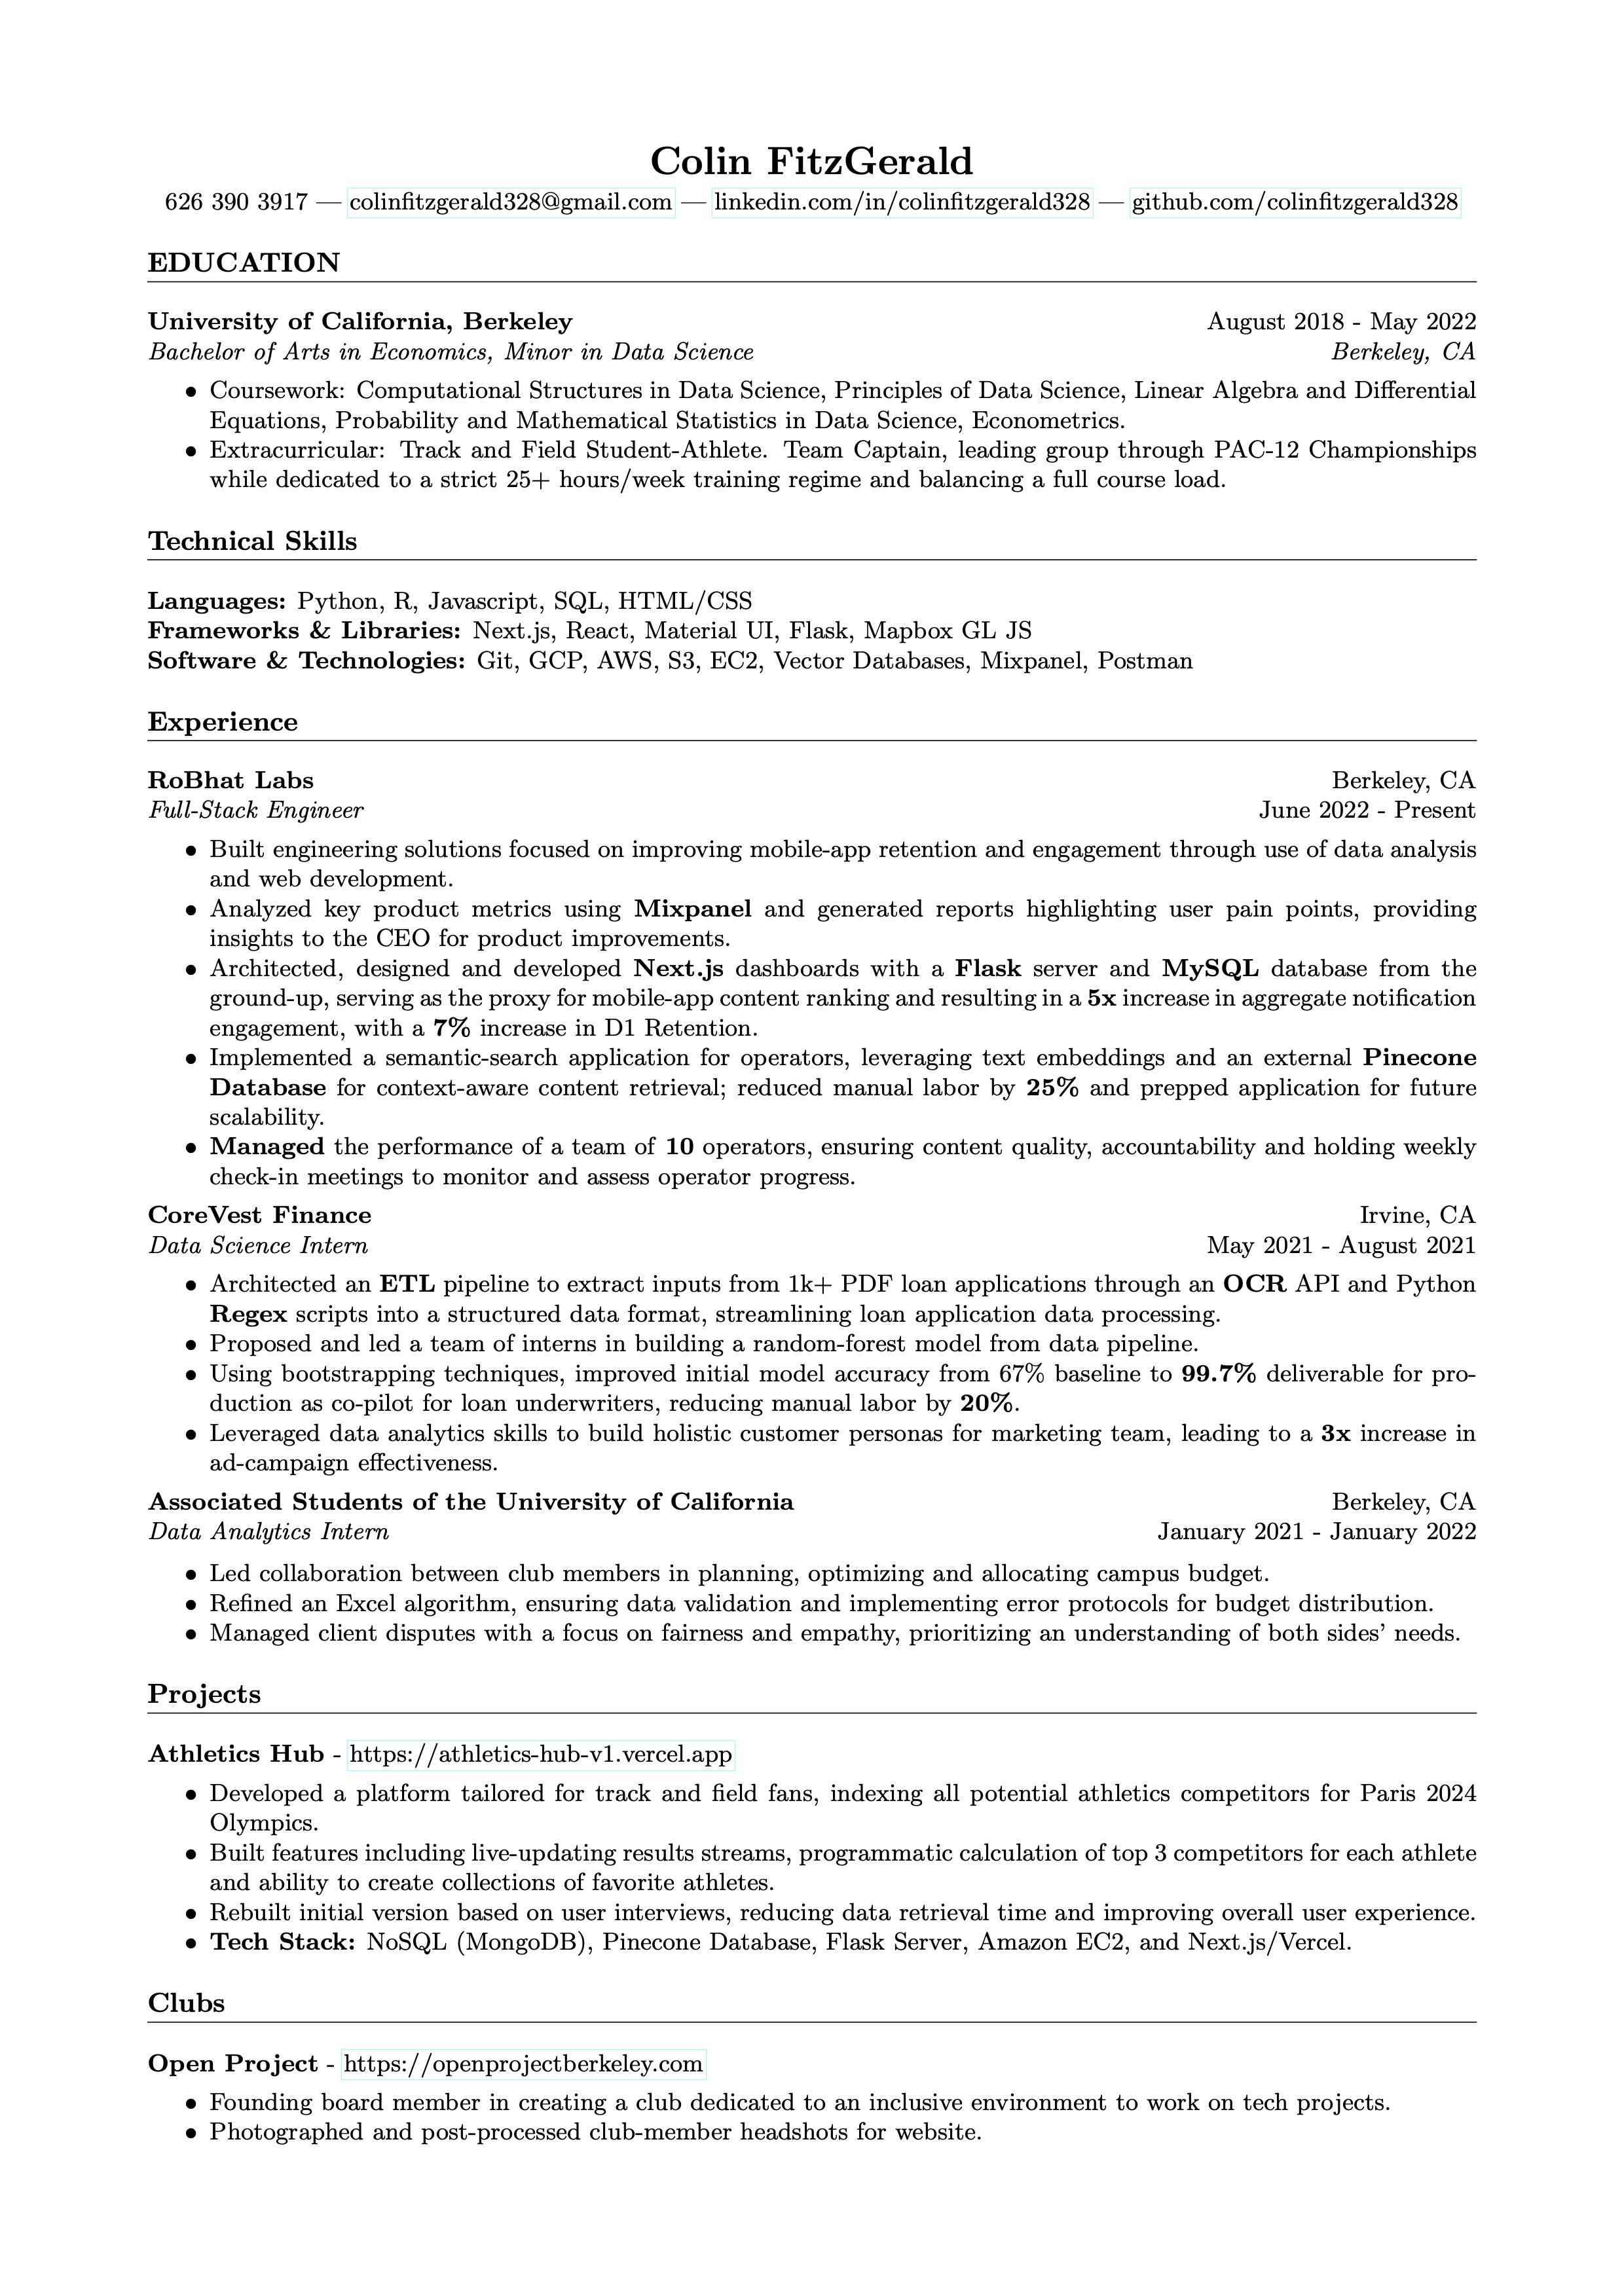 Colin FitzGerald
626 390 3917 — colinfitzgerald328@gmail.com — linkedin.com/in/colinfitzgerald328 — github.com/colinfitzgerald328
EDUCATION
University of California, Berkeley August 2018 - May 2022
Bachelor of Arts in Economics, Minor in Data Science Berkeley, CA
• Coursework: Computational Structures in Data Science, Principles of Data Science, Linear Algebra and Differential
Equations, Probability and Mathematical Statistics in Data Science, Econometrics.
• Extracurricular: Track and Field Student-Athlete. Team Captain, leading group through PAC-12 Championships
while dedicated to a strict 25+ hours/week training regime and balancing a full course load.
Technical Skills
Languages: Python, R, Javascript, SQL, HTML/CSS
Frameworks & Libraries: Next.js, React, Material UI, Flask, Mapbox GL JS
Software & Technologies: Git, GCP, AWS, S3, EC2, Vector Databases, Mixpanel, Postman
Experience
RoBhat Labs Berkeley, CA
Full-Stack Engineer June 2022 - Present
• Built engineering solutions focused on improving mobile-app retention and engagement through use of data analysis
and web development.
• Analyzed key product metrics using Mixpanel and generated reports highlighting user pain points, providing
insights to the CEO for product improvements.
• Architected, designed and developed Next.js dashboards with a Flask server and MySQL database from the
ground-up, serving as the proxy for mobile-app content ranking and resulting in a 5x increase in aggregate notification
engagement, with a 7% increase in D1 Retention.
• Implemented a semantic-search application for operators, leveraging text embeddings and an external Pinecone
Database for context-aware content retrieval; reduced manual labor by 25% and prepped application for future
scalability.
• Managed the performance of a team of 10 operators, ensuring content quality, accountability and holding weekly
check-in meetings to monitor and assess operator progress.
CoreVest Finance Irvine, CA
Data Science Intern May 2021 - August 2021
• Architected an ETL pipeline to extract inputs from 1k+ PDF loan applications through an OCR API and Python
Regex scripts into a structured data format, streamlining loan application data processing.
• Proposed and led a team of interns in building a random-forest model from data pipeline.
• Using bootstrapping techniques, improved initial model accuracy from 67% baseline to 99.7% deliverable for pro-
duction as co-pilot for loan underwriters, reducing manual labor by 20%.
• Leveraged data analytics skills to build holistic customer personas for marketing team, leading to a 3x increase in
ad-campaign effectiveness.
Associated Students of the University of California Berkeley, CA
Data Analytics Intern January 2021 - January 2022
• Led collaboration between club members in planning, optimizing and allocating campus budget.
• Refined an Excel algorithm, ensuring data validation and implementing error protocols for budget distribution.
• Managed client disputes with a focus on fairness and empathy, prioritizing an understanding of both sides' needs.
Projects
Athletics Hub - https://athletics-hub-v1.vercel.app
• Developed a platform tailored for track and field fans, indexing all potential athletics competitors for Paris 2024
Olympics.
• Built features including live-updating results streams, programmatic calculation of top 3 competitors for each athlete
and ability to create collections of favorite athletes.
• Rebuilt initial version based on user interviews, reducing data retrieval time and improving overall user experience.
• Tech Stack: NoSQL (MongoDB), Pinecone Database, Flask Server, Amazon EC2, and Next.js/Vercel.
Clubs
Open Project - https://openprojectberkeley.com
• Founding board member in creating a club dedicated to an inclusive environment to work on tech projects.
• Photographed and post-processed club-member headshots for website.